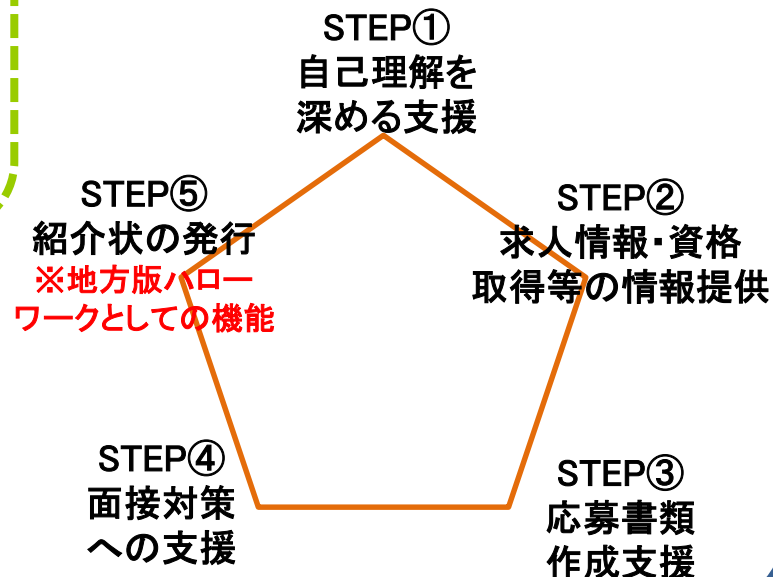 STEP①
自己理解を
深める支援
STEP②
求人情報・資格
取得等の情報提供
STEP③
応募書類
作成支援
STEP④
面接対策
への支援
STEP⑤
紹介状の発行
※地方版ハロー
ワークとしての機能